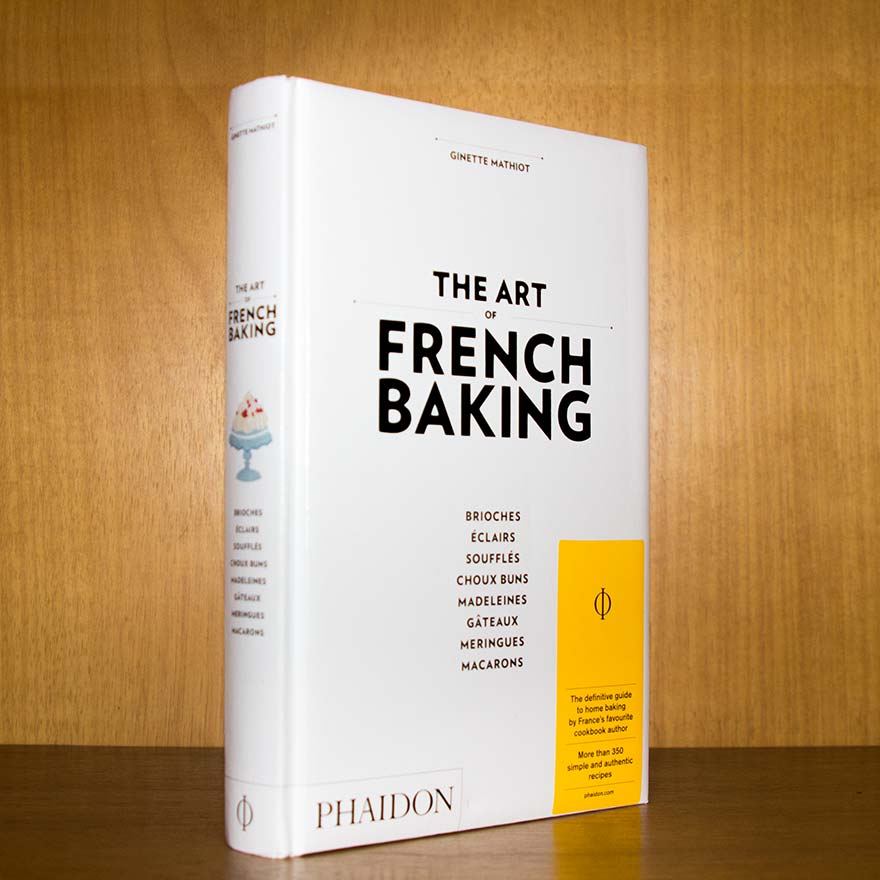 GINETTE MATHIOT
THE ART
OF
FRENCH
BAKING
BRIOCHES
ÉCLAIRS
SOUFFLÉS
CHOUX BUNS
MADELEINES
GÂTEAUX
MERINGUES
MACARONS
PHAIDON
GINETTE MATHIOT
THE ART
OF
FRENCH
BAKING
BRIOCHES
ÉCLAIRS
SOUFFLÉS
CHOUX BUNS
MADELEINES
GÂTEAUX
MERINGUES
MACARONS
The definitive guide
to home baking
by France's favourite
cookbook author
More than 350
simple and authentic
recipes
phaidon.com